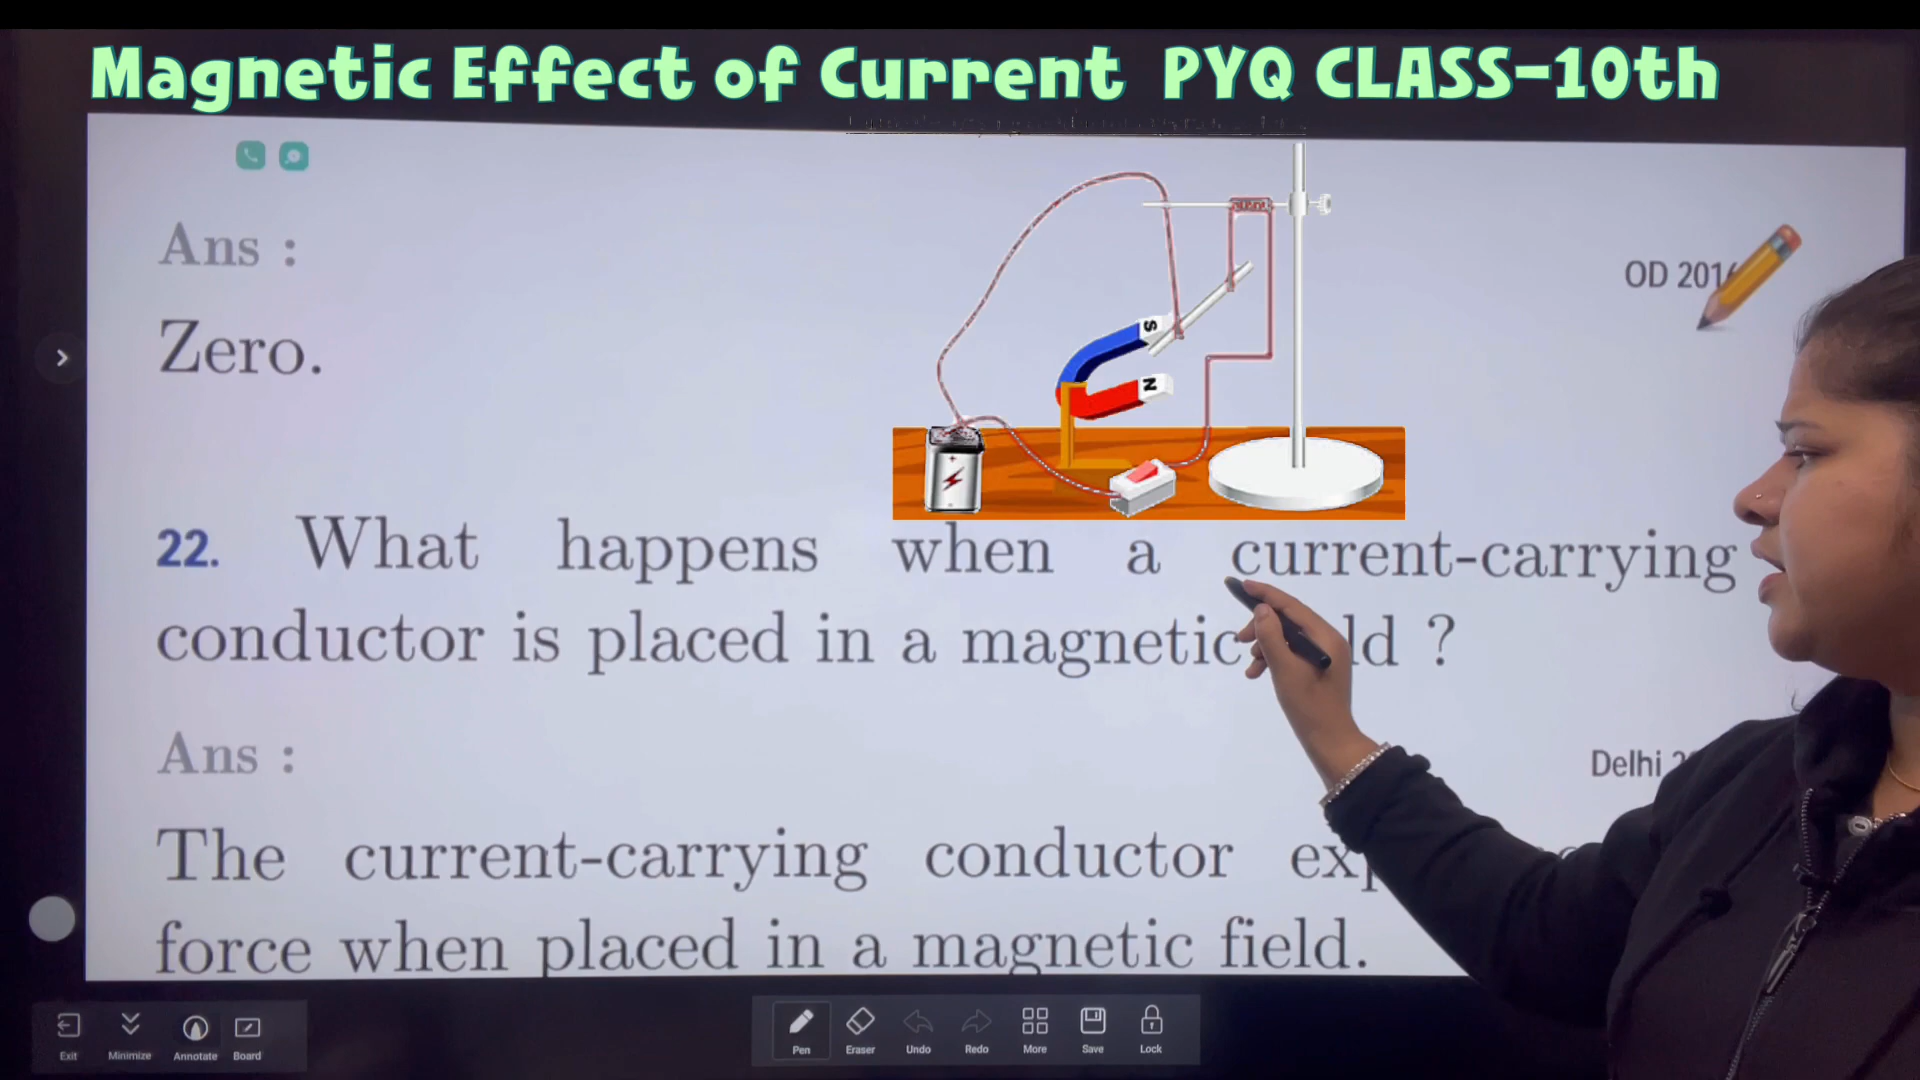 Magnetic Effect of Current PYQ CLASS-10th
Ans :
OD 201
Zero.
S
N
22. What happens when a current-carrying
conductor is placed in a magnetic ld ?
Ans :
Delhi
The current-carrying conductor
force when placed in a magnetic field.
Exit
Minimize
Annotate
Board
Pen
Eraser
Undo
Redo
More
Save
Lock